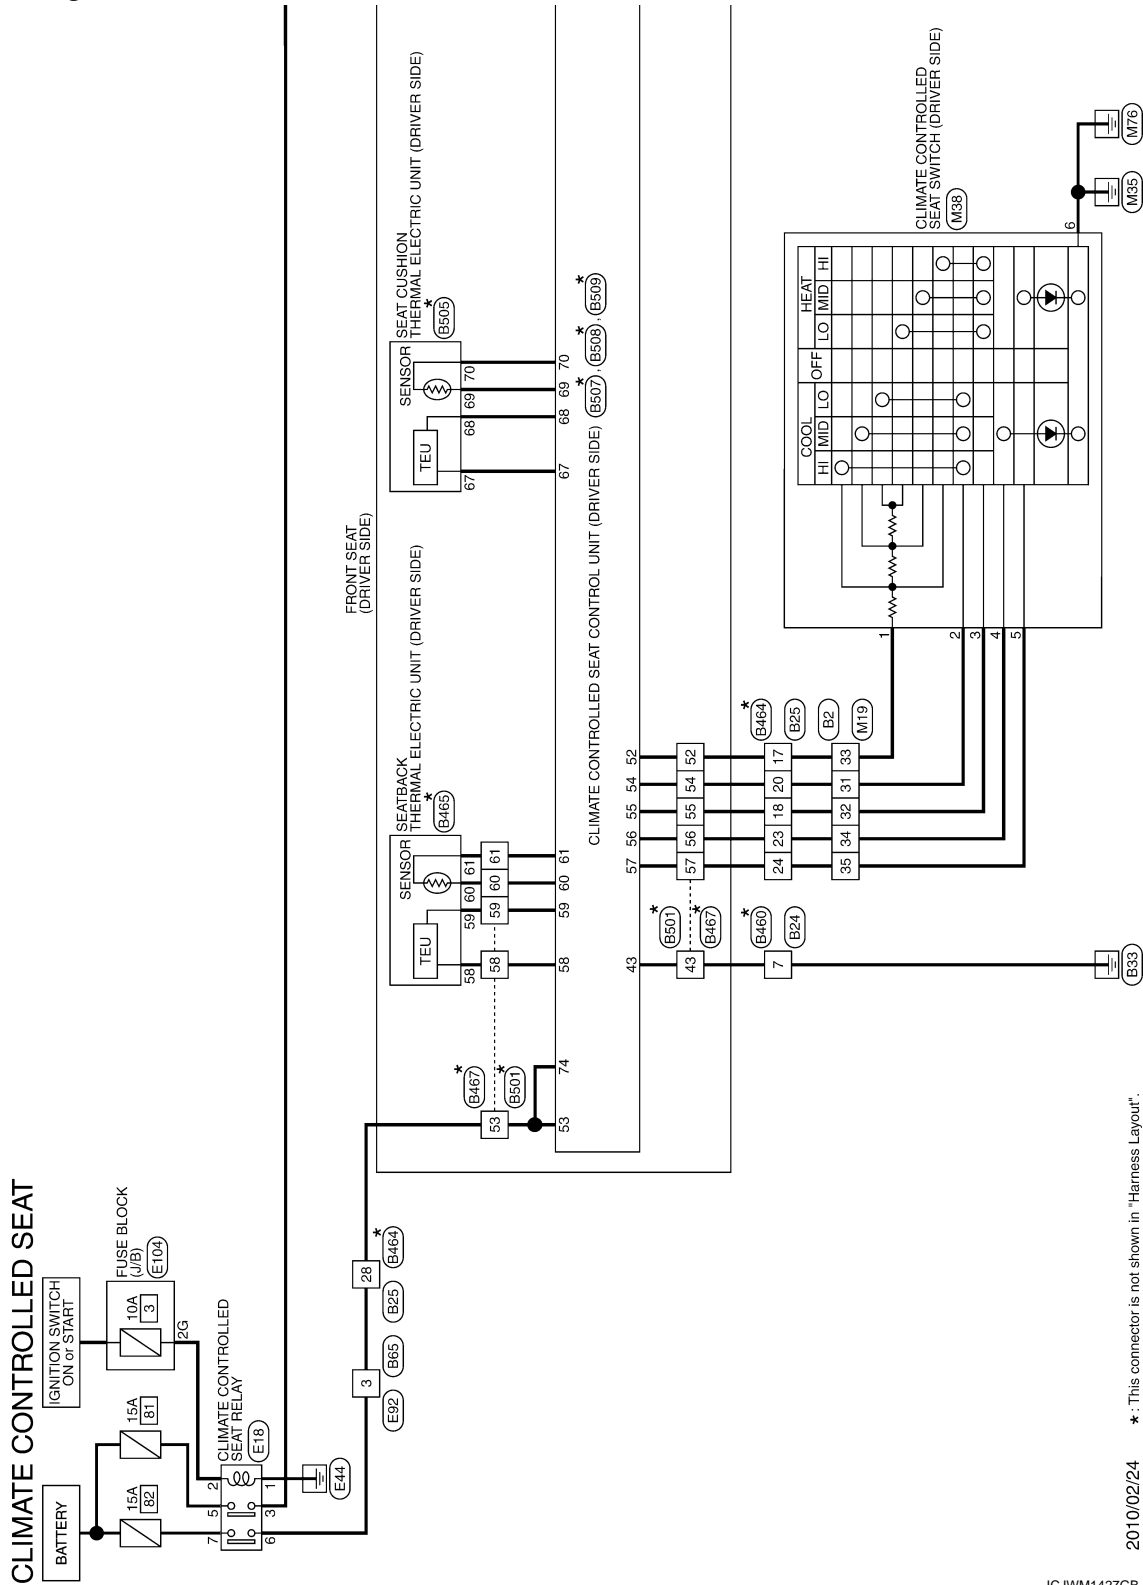 CLIMATE CONTROLLED SEAT
BATTERY
IGNITION SWITCH
ON or START
15A
82
15A
81
10A
3
FUSE BLOCK
(J/B)
E104
2G
7
5
2
6
3
1
CLIMATE CONTROLLED
SEAT RELAY
E18
E44
E92
3
B65
B25
28
*
B464
FRONT SEAT
(DRIVER SIDE)
53
*
B467
*
B501
53
74
SEATBACK
THERMAL ELECTRIC UNIT (DRIVER SIDE)
*
B465
TEU
SENSOR
58
59
60
61
58
59
60
61
58
59
60
61
SEAT CUSHION
THERMAL ELECTRIC UNIT (DRIVER SIDE)
*
B505
TEU
SENSOR
67
68
69
70
67
68
69
70
CLIMATE CONTROLLED SEAT CONTROL UNIT (DRIVER SIDE)
*
B507
,
*
B508
,
*
B509
43
57
56
55
54
52
43
57
56
55
54
52
*
B501
*
B467
7
*
B460
B24
24
23
18
20
17
*
B464
B25
35
34
32
31
33
B2
M19
B33
1
2
3
4
5
CLIMATE CONTROLLED
SEAT SWITCH (DRIVER SIDE)
M38
COOL
OFF
HEAT
HI
MID
LO
LO
MID
HI
6
M35
M76
* : This connector is not shown in "Harness Layout".
2010/02/24